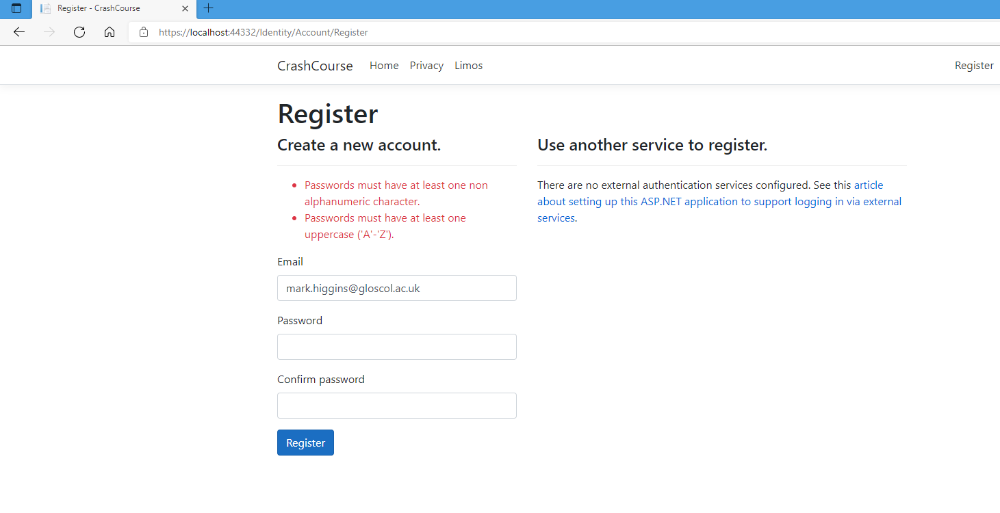 Register - CrashCourse
https://localhost:44332/Identity/Account/Register
CrashCourse Home Privacy Limos Register
Register
Create a new account.
Passwords must have at least one non
alphanumeric character.
Passwords must have at least one
uppercase ('A'-'Z').
Email
mark.higgins@gloscol.ac.uk
Password
Confirm password
Register
Use another service to register.
There are no external authentication services configured. See this article
about setting up this ASP.NET application to support logging in via external
services.